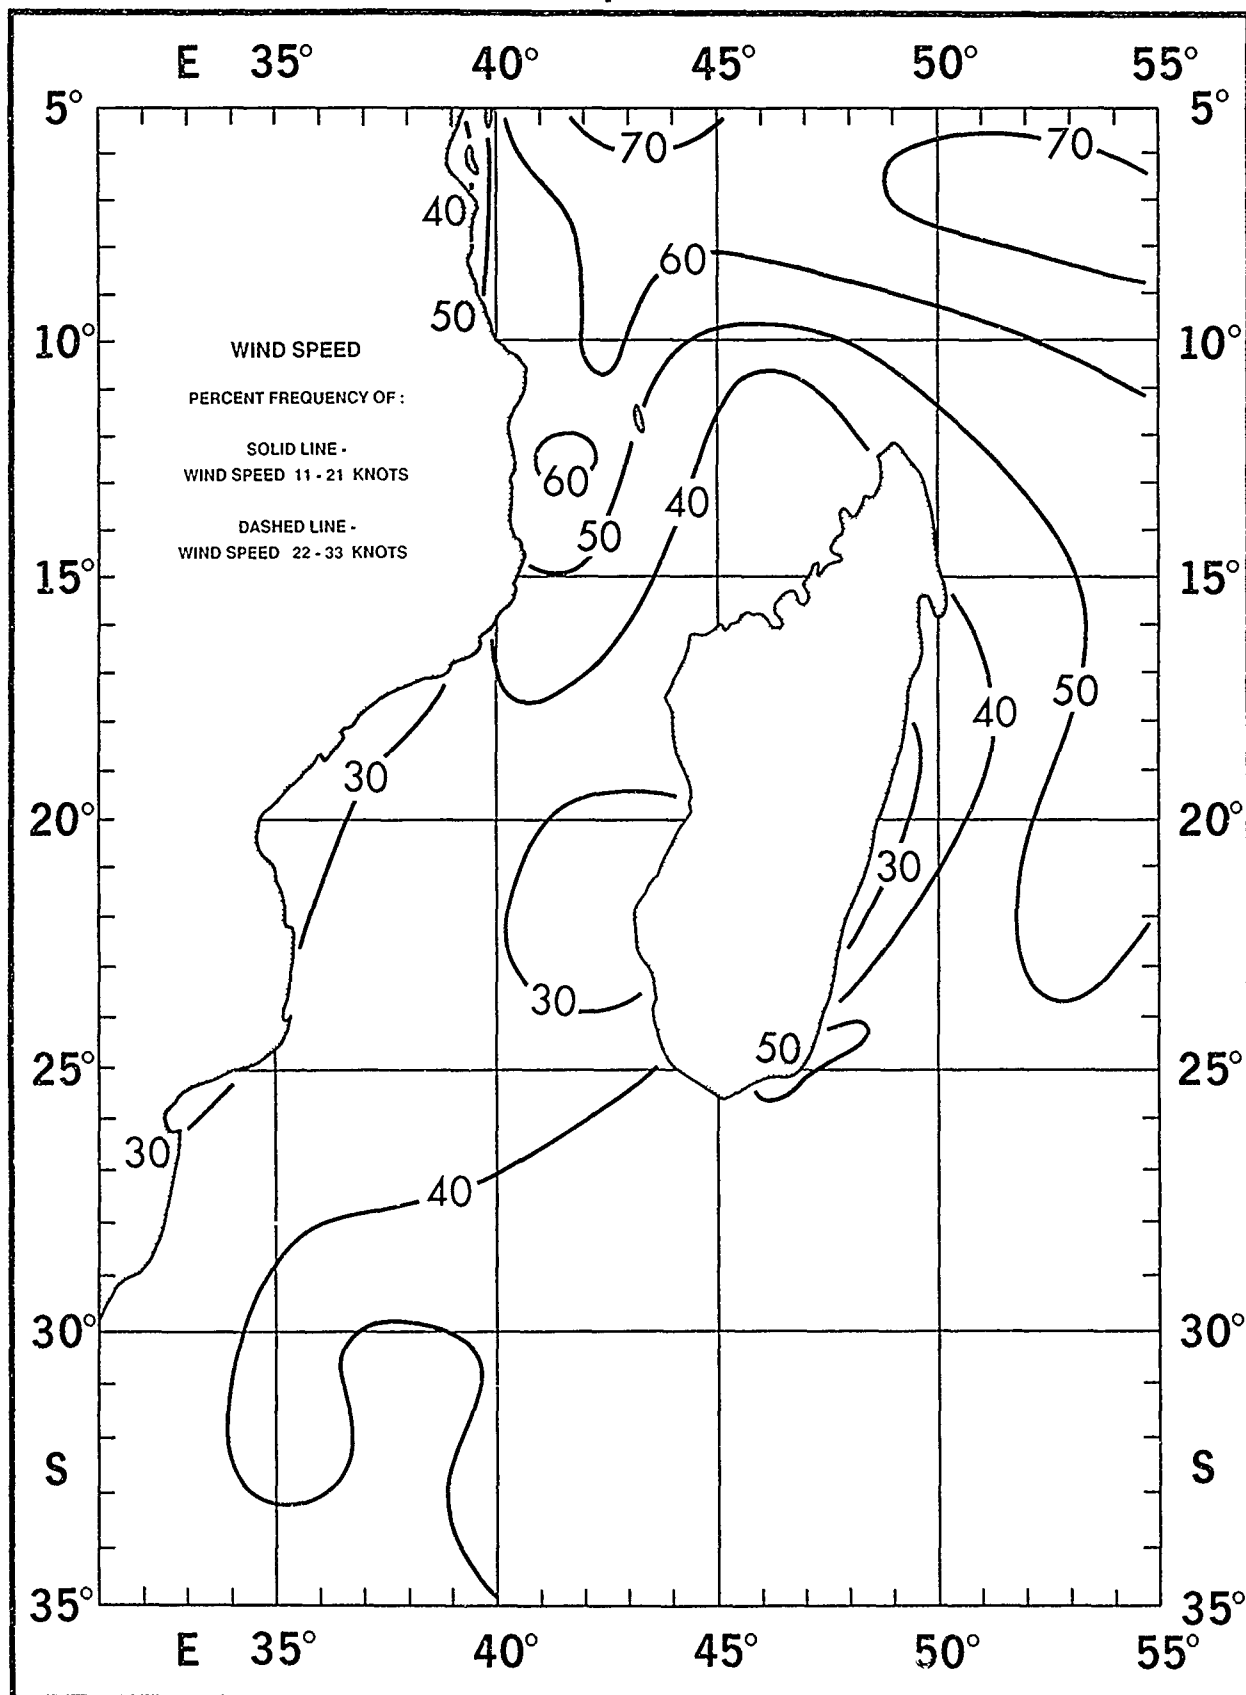 E 35° 40° 45° 50° 55°
5° 5°
70 70
40
60
50
10° 10°
WIND SPEED
PERCENT FREQUENCY OF :
SOLID LINE -
WIND SPEED 11 - 21 KNOTS
DASHED LINE -
WIND SPEED 22 - 33 KNOTS
60
40
50
15° 15°
50
40
30
20° 20°
30
30
50
25° 25°
30
40
30° 30°
S S
35° 35°
E 35° 40° 45° 50° 55°